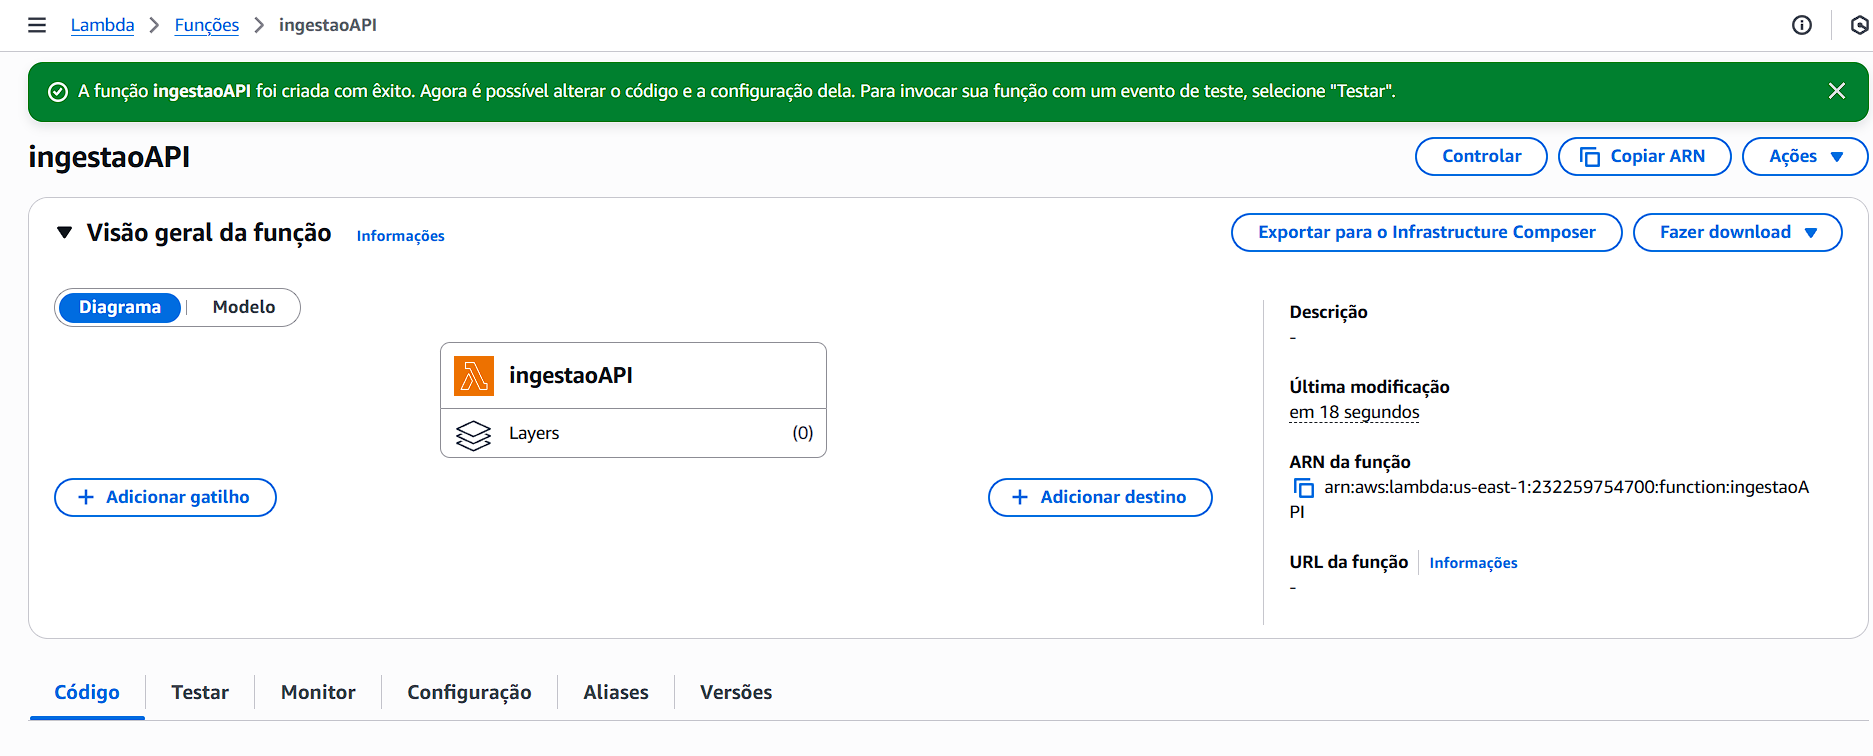 Lambda > Funções > ingestaoAPI
A função ingestaoAPI foi criada com êxito. Agora é possível alterar o código e a configuração dela. Para invocar sua função com um evento de teste, selecione "Testar".
ingestaoAPI
Controlar
Copiar ARN
Ações
Visão geral da função
Informações
Exportar para o Infrastructure Composer
Fazer download
Diagrama
Modelo
ingestaoAPI
Layers
(0)
+ Adicionar gatilho
+ Adicionar destino
Descrição
-
Última modificação
em 18 segundos
ARN da função
arn:aws:lambda:us-east-1:232259754700:function:ingestaoA
PI
URL da função
Informações
-
Código
Testar
Monitor
Configuração
Aliases
Versões